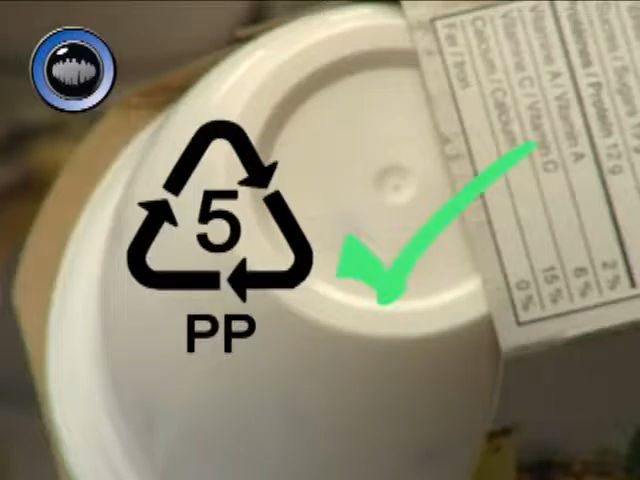 5
PP
Fer / Iron
Calcium / Calcium
0%
Vitamine C / Vitamin C
15%
Vitamine A / Vitamin A
6%
Protéines / Protein 12 g
2%
Sucres / Sugars